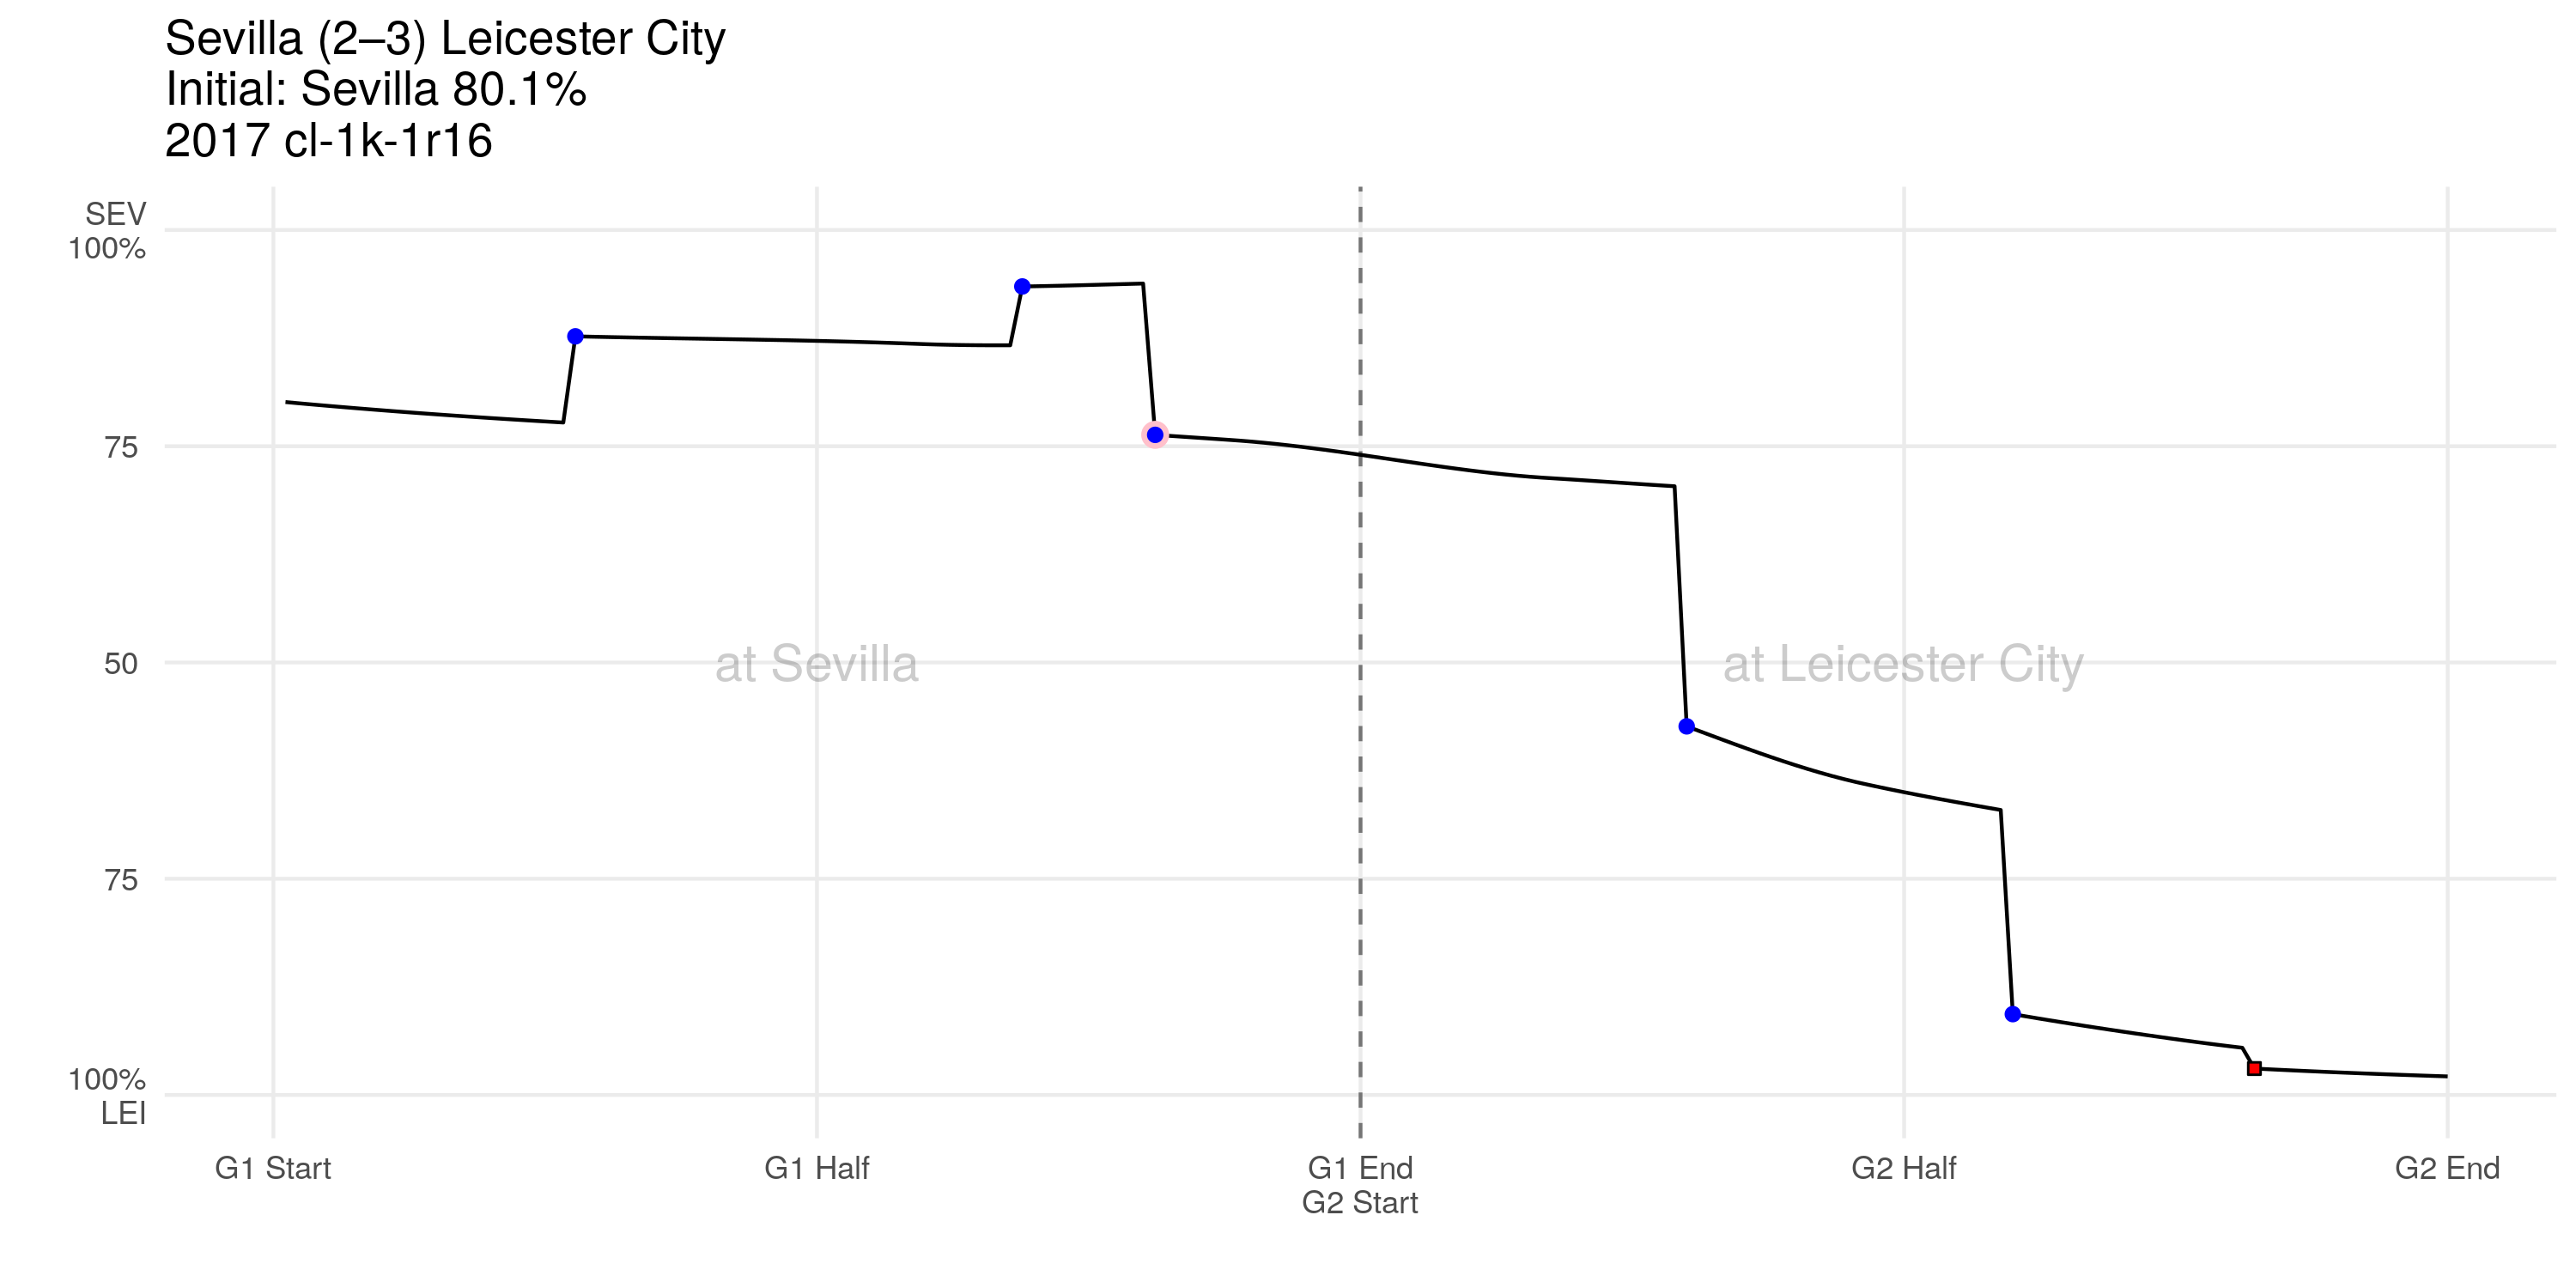 Sevilla (2–3) Leicester City
Initial: Sevilla 80.1%
2017 cl-1k-1r16
SEV
100%
75
50
75
100%
LEI
at Sevilla
at Leicester City
G1 Start
G1 Half
G1 End
G2 Start
G2 Half
G2 End